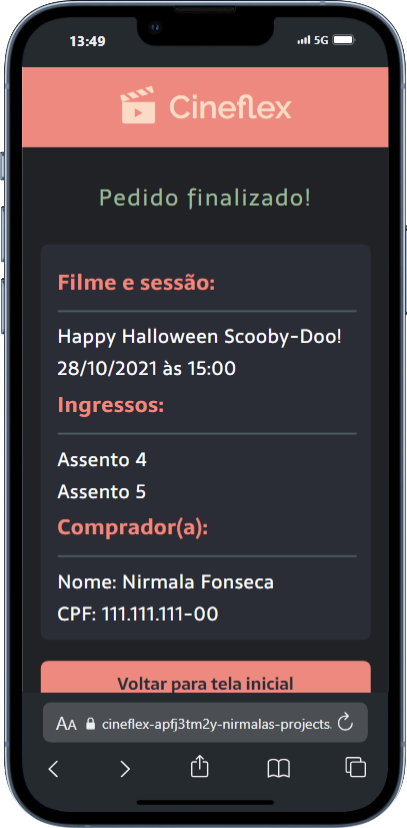 13:49
5G
Cineflex
Pedido finalizado!
Filme e sessão:
Happy Halloween Scooby-Doo!
28/10/2021 às 15:00
Ingressos:
Assento 4
Assento 5
Comprador(a):
Nome: Nirmala Fonseca
CPF: 111.111.111-00
Voltar para tela inicial
AA cineflex-apfj3tm2y-nirmalas-projects.